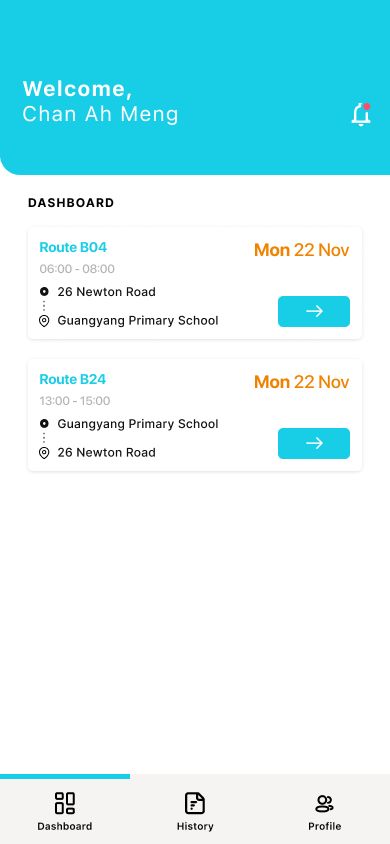 Welcome,
Chan Ah Meng
DASHBOARD
Route B04
Mon 22 Nov
06:00 - 08:00
26 Newton Road
Guangyang Primary School
Route B24
Mon 22 Nov
13:00 - 15:00
Guangyang Primary School
26 Newton Road
Dashboard
History
Profile